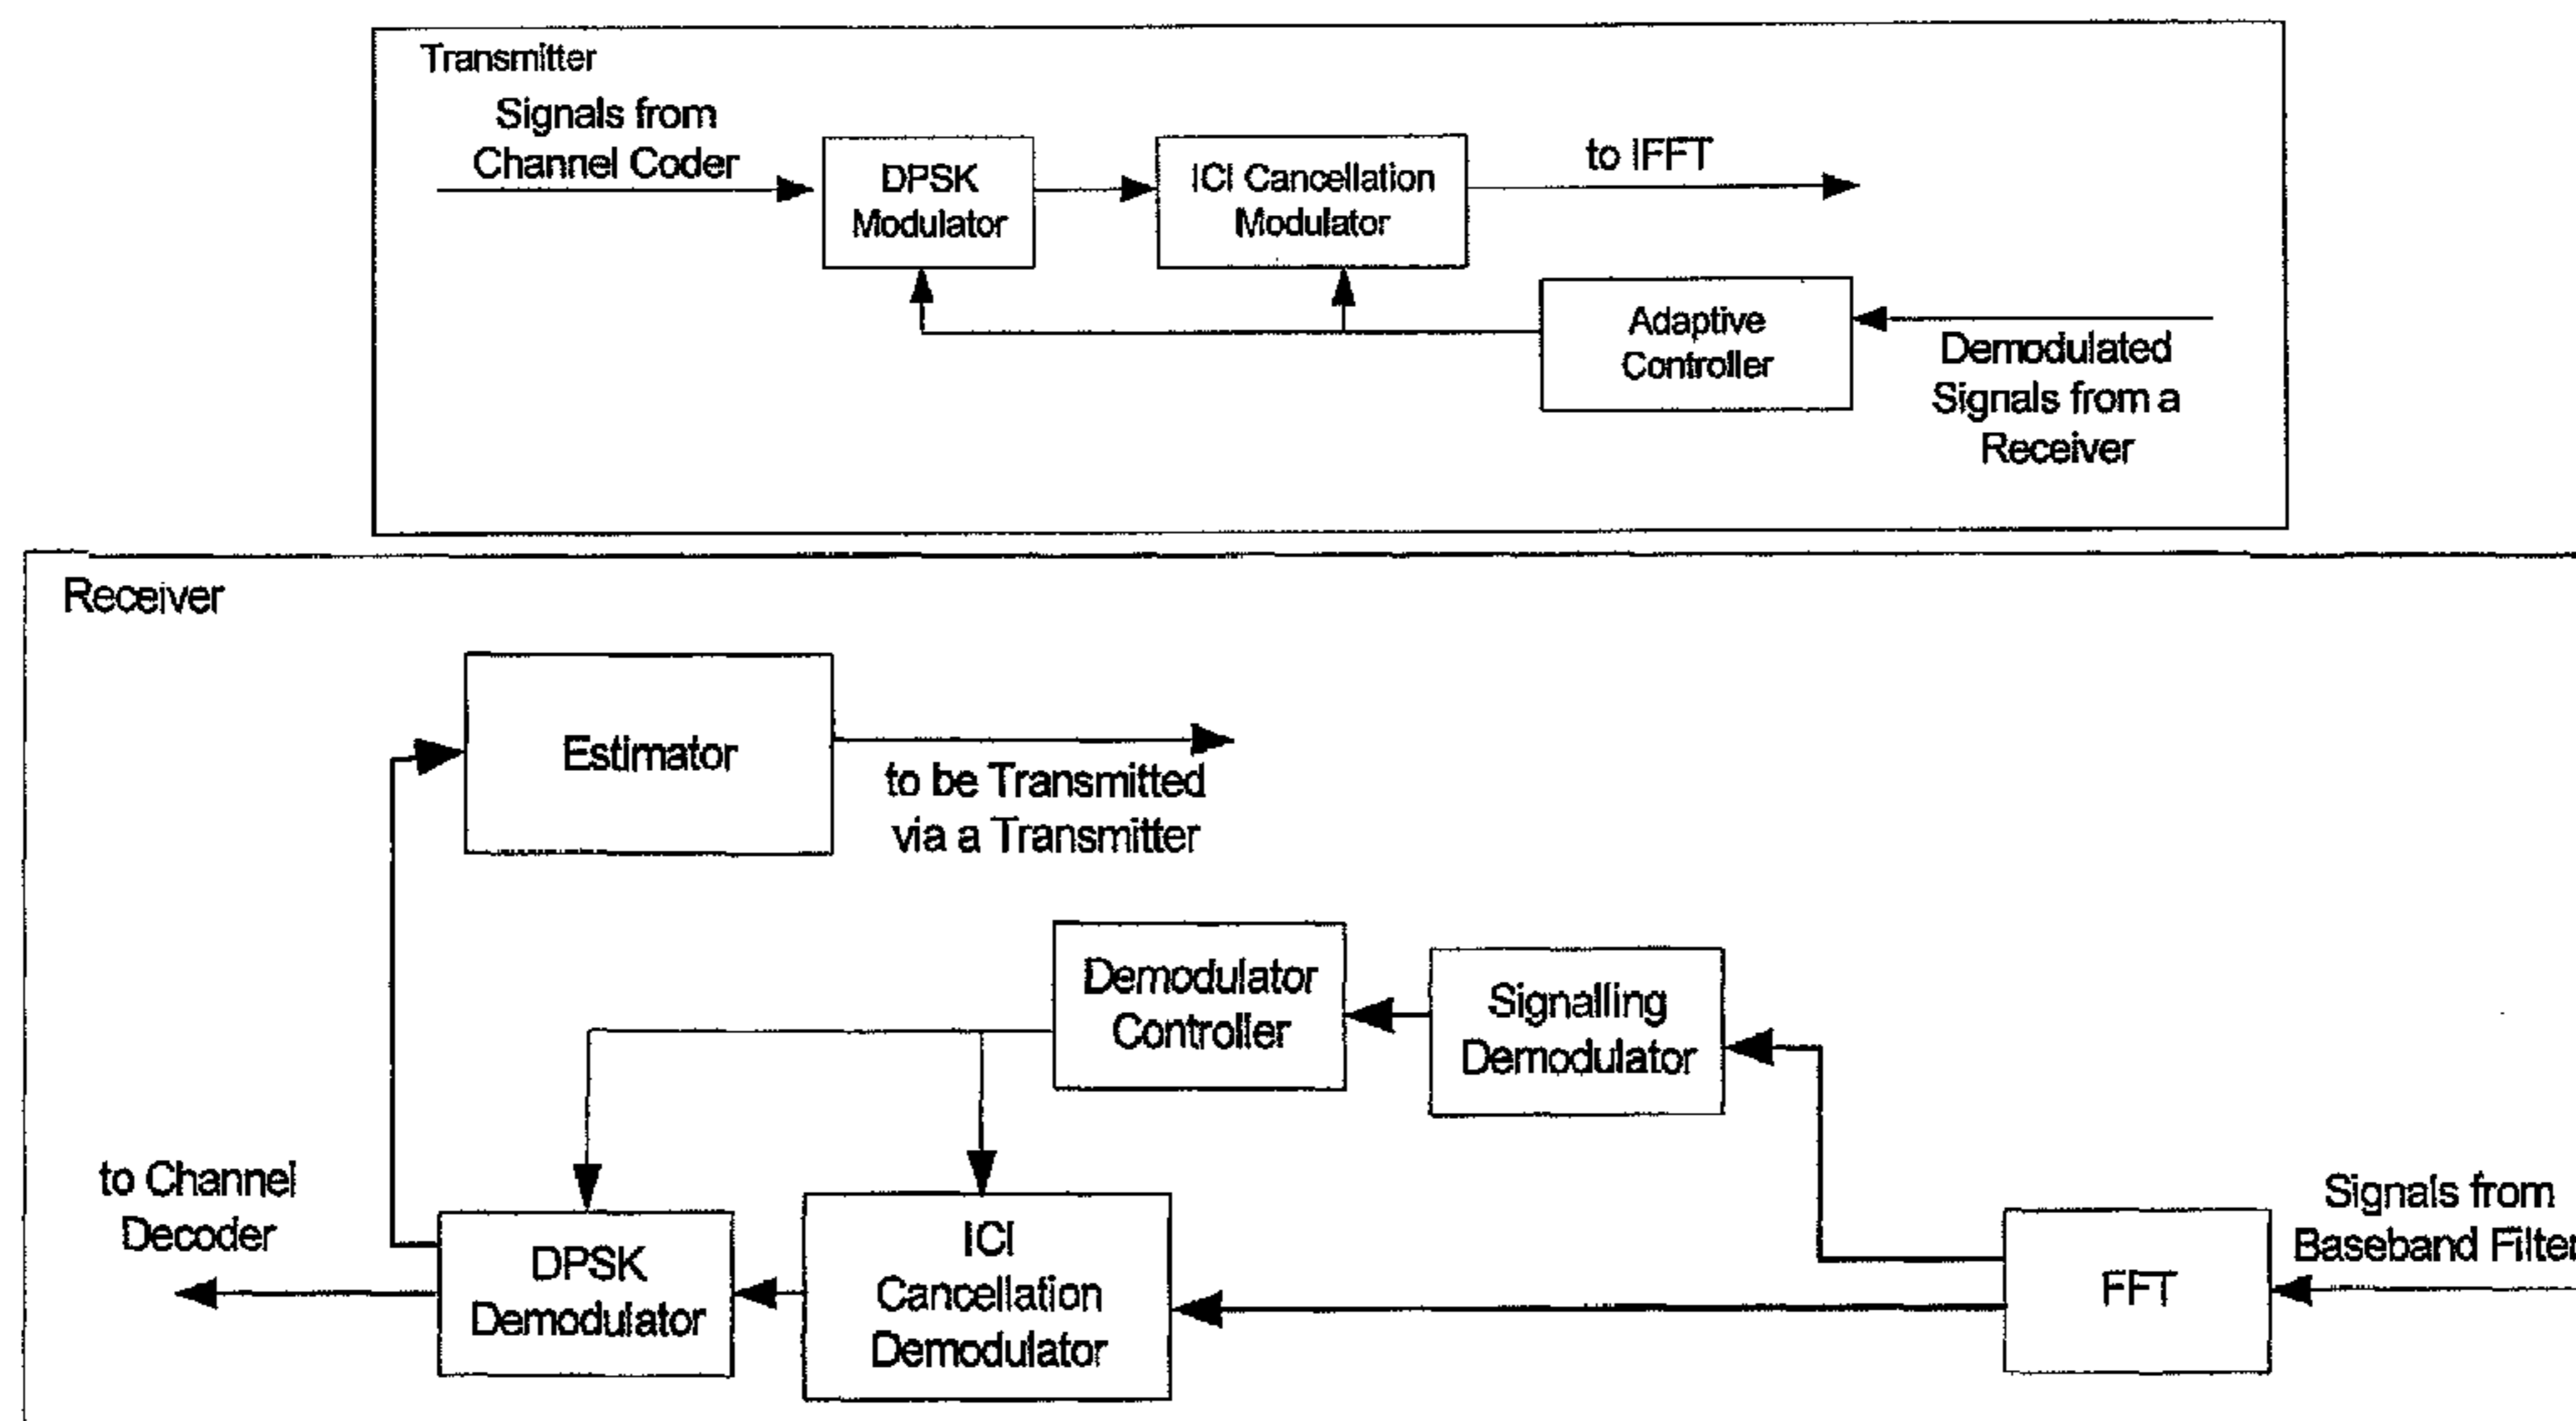 Transmitter
Signals from
Channel Coder
DPSK
Modulator
ICI Cancellation
Modulator
to IFFT
Adaptive
Controller
Demodulated
Signals from a
Receiver
Receiver
Estimator
to be Transmitted
via a Transmitter
Demodulator
Controller
Signalling
Demodulator
to Channel
Decoder
DPSK
Demodulator
ICI
Cancellation
Demodulator
FFT
Signals from
Baseband Filter